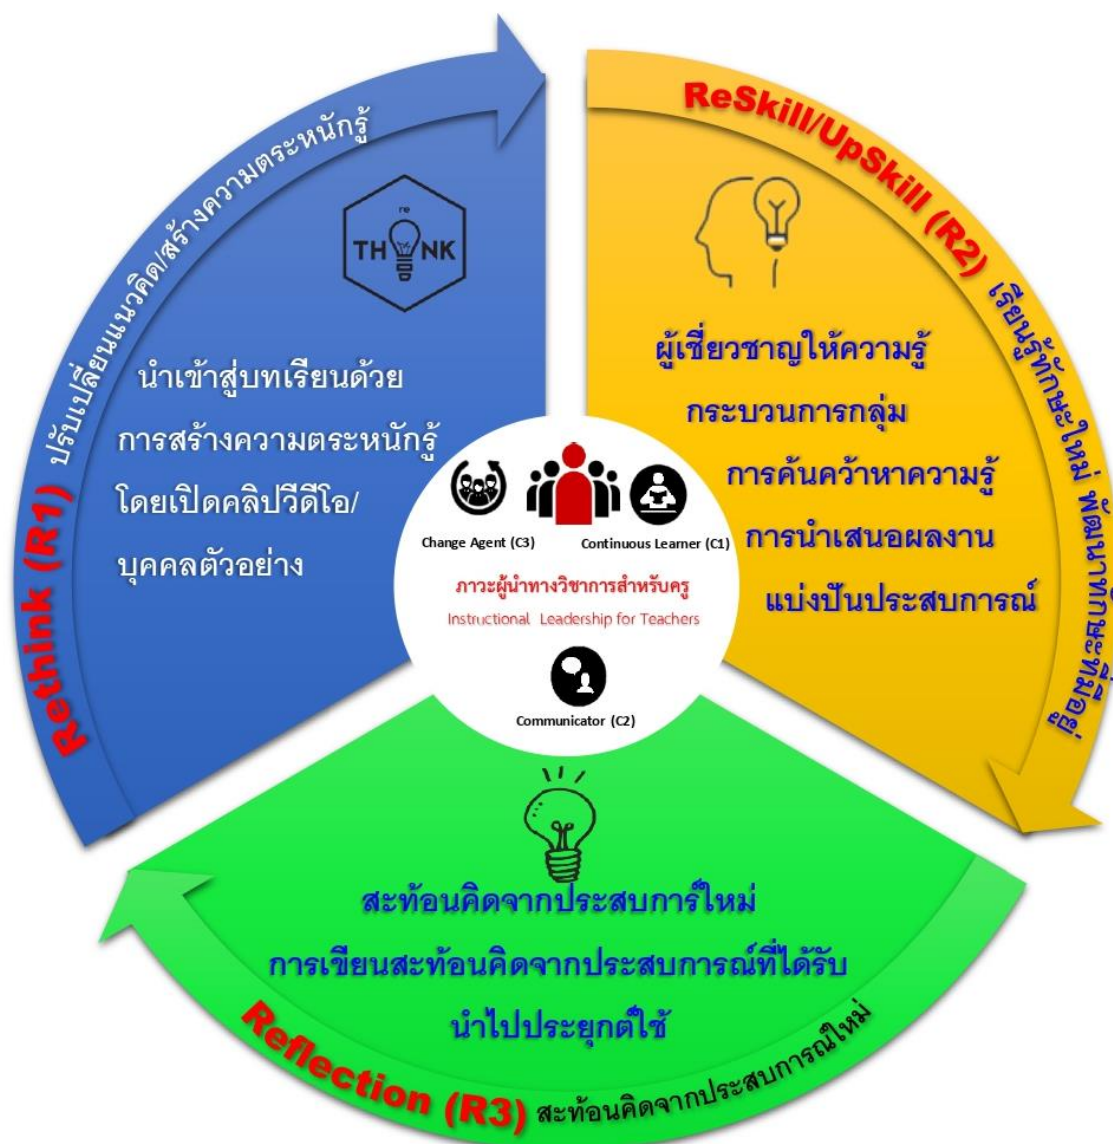 Rethink (R1) ปรับเปลี่ยนแนวคิด/สร้างความตระหนักรู้
re
THINK
นำเข้าสู่บทเรียนด้วย
การสร้างความตระหนักรู้
โดยเปิดคลิปวีดีโอ/
บุคคลตัวอย่าง
ReSkill/UpSkill (R2) เรียนรู้ทักษะใหม่ พัฒนาทักษะที่มีอยู่
ผู้เชี่ยวชาญให้ความรู้
กระบวนการกลุ่ม
การค้นคว้าหาความรู้
การนำเสนอผลงาน
แบ่งปันประสบการณ์
Change Agent (C3)
Continuous Learner (C1)
ภาวะผู้นำทางวิชาการสำหรับครู
Instructional Leadership for Teachers
Communicator (C2)
สะท้อนคิดจากประสบการ์ใหม่
การเขียนสะท้อนคิดจากประสบการณ์ที่ได้รับ
นำไปประยุกต์ใช้
Reflection (R3) สะท้อนคิดจากประสบการณ์ใหม่